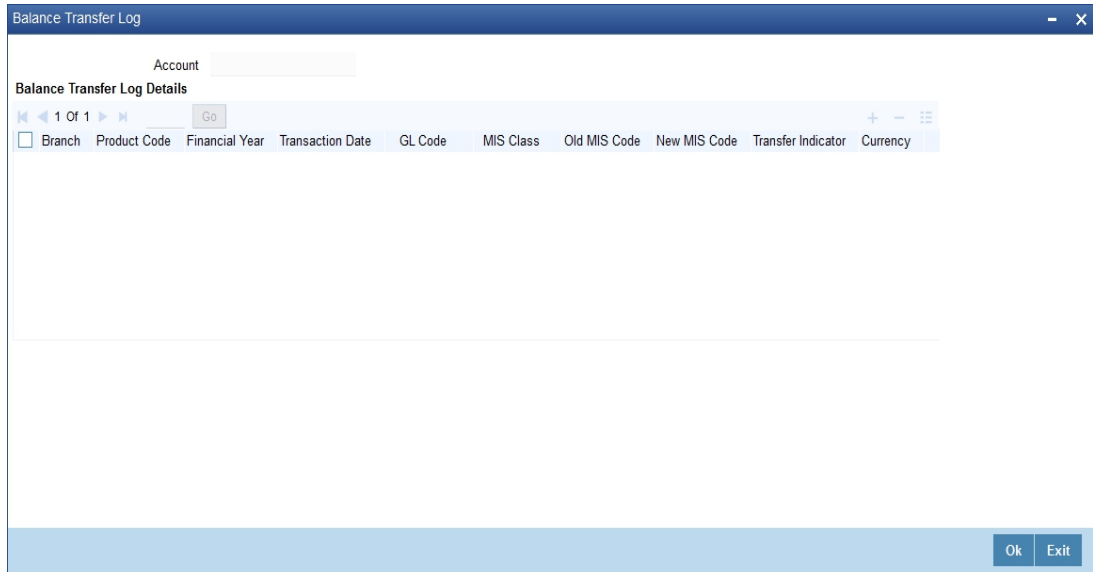 Balance Transfer Log
Account
Balance Transfer Log Details
1 Of 1 Go
Branch Product Code Financial Year Transaction Date GL Code MIS Class Old MIS Code New MIS Code Transfer Indicator Currency
Ok Exit